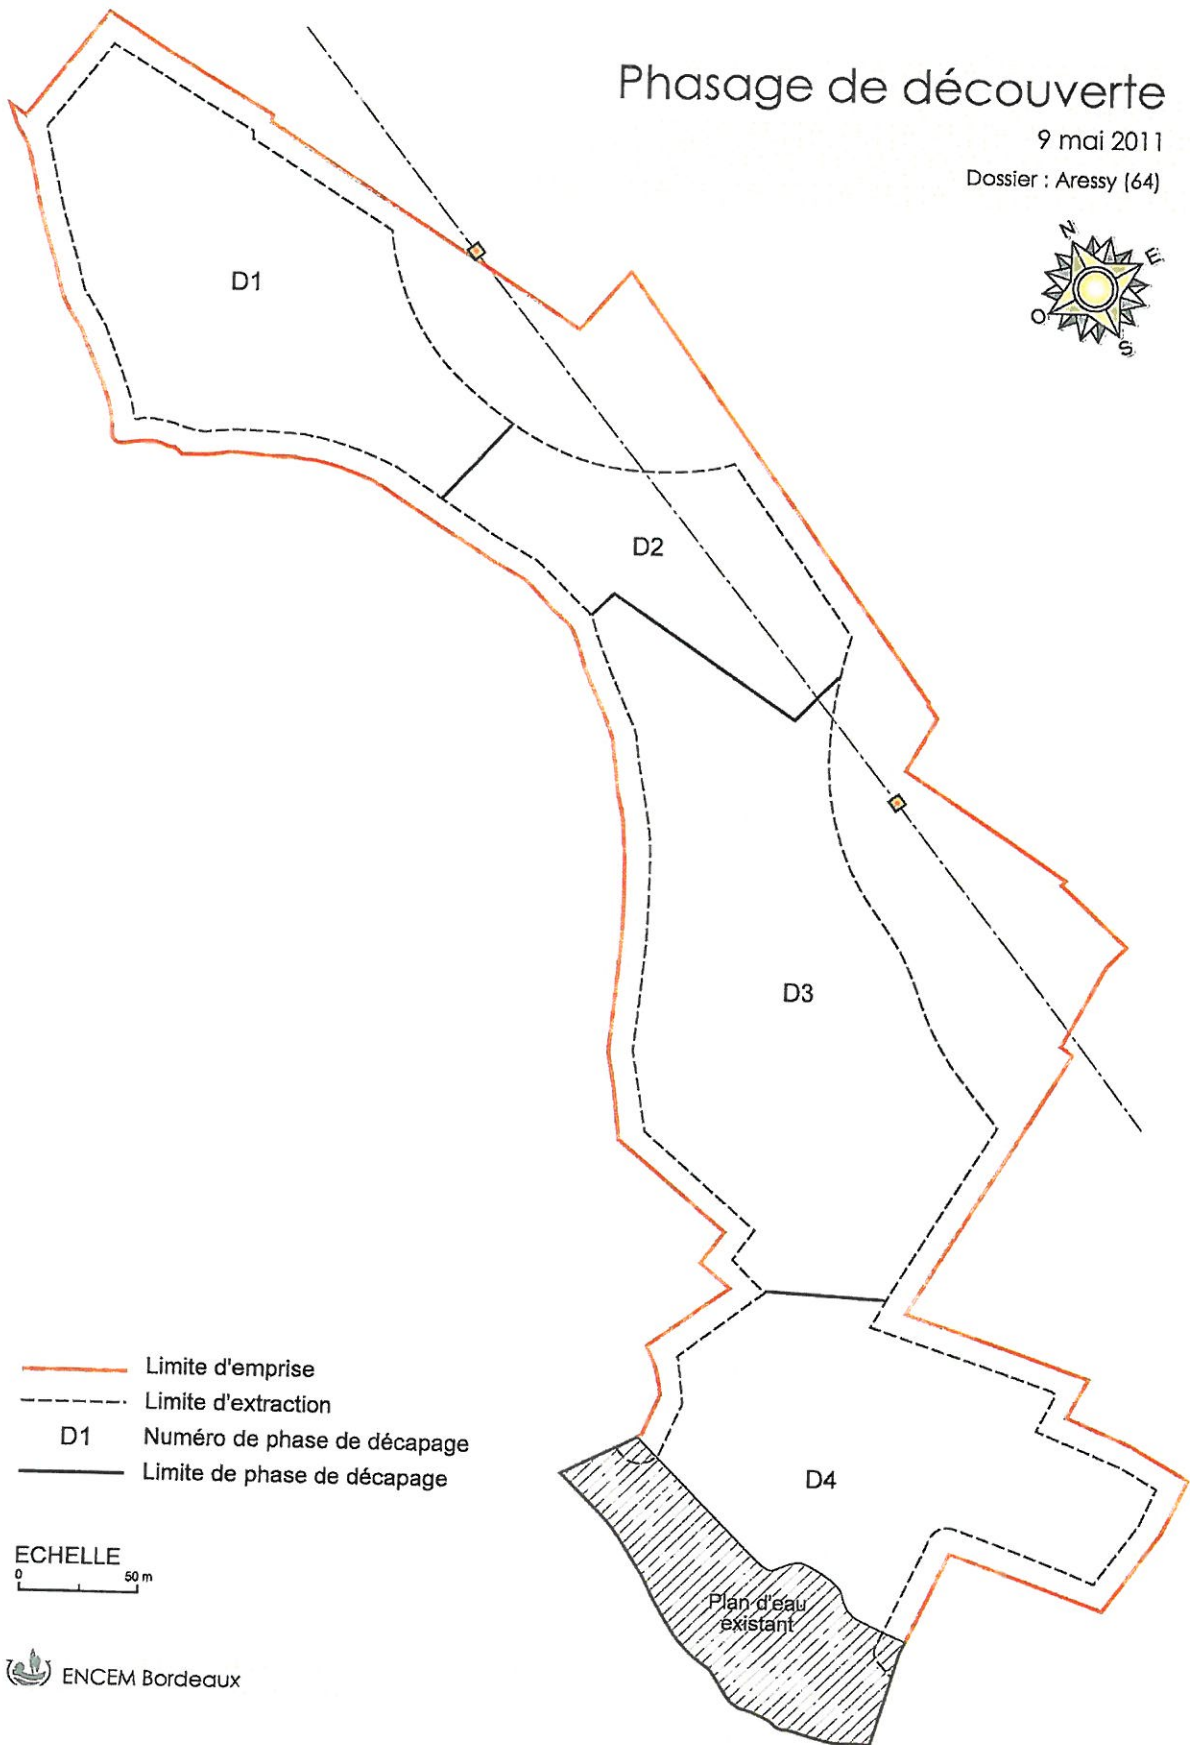 Phasage de découverte
9 mai 2011
Dossier : Aressy (64)
N
E
O
S
D1
D2
D3
D4
Plan d'eau
existant
Limite d'emprise
Limite d'extraction
D1 Numéro de phase de décapage
Limite de phase de décapage
ECHELLE
0 50 m
ENCEM Bordeaux